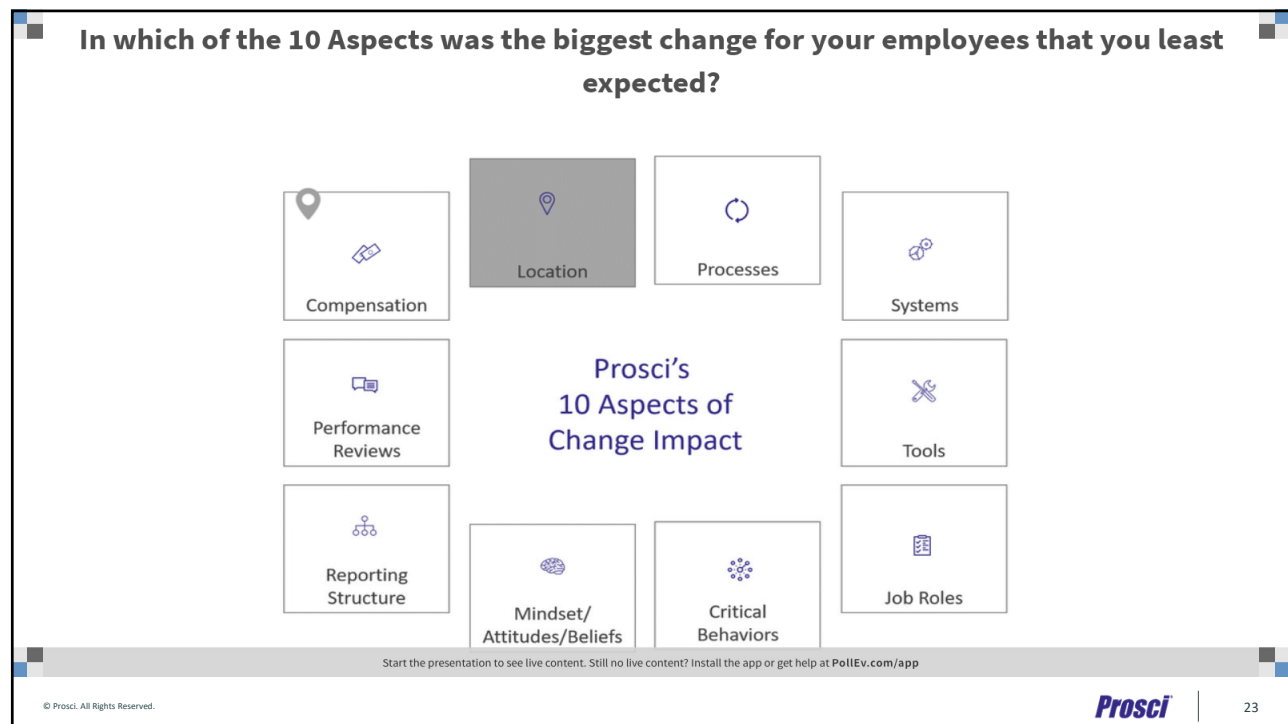 In which of the 10 Aspects was the biggest change for your employees that you least
expected?
Location
Processes
Compensation
Systems
Prosci's
10 Aspects of
Change Impact
Performance
Reviews
Tools
Reporting
Structure
Job Roles
Mindset/
Attitudes/Beliefs
Critical
Behaviors
Start the presentation to see live content. Still no live content? Install the app or get help at PollEv.com/app
© Prosci. All Rights Reserved.
Prosci
23